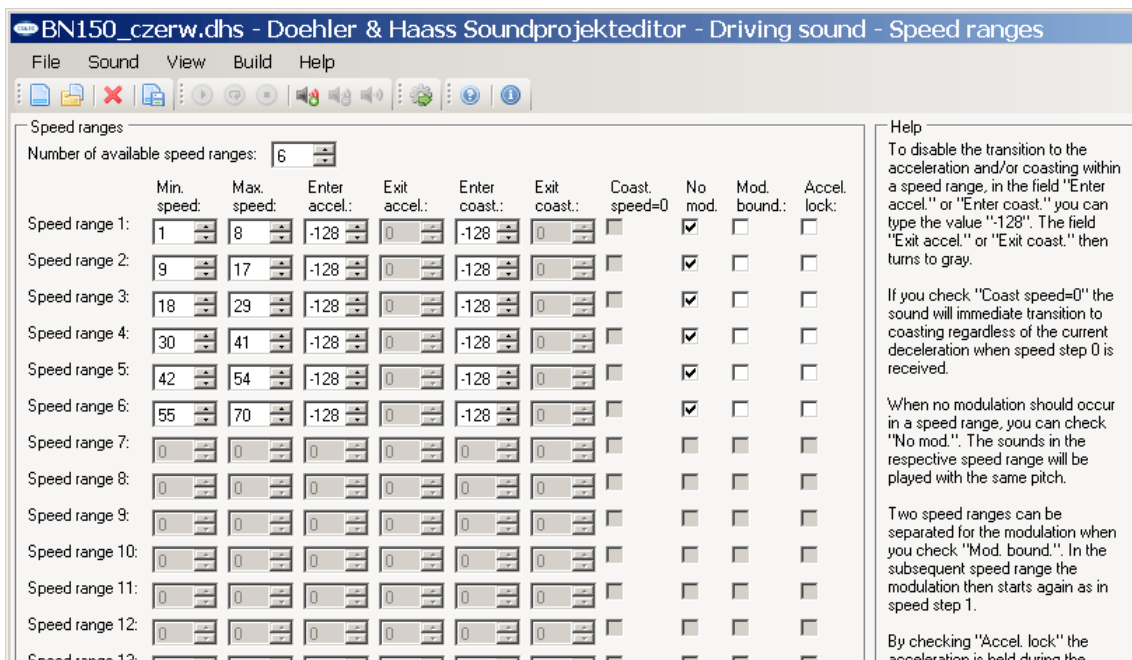 BN150_czerw.dhs - Doehler & Haass Soundprojekteditor - Driving sound - Speed ranges
File Sound View Build Help
Speed ranges
Number of available speed ranges: 6
Min. speed: Max. speed: Enter accel.: Exit accel.: Enter coast.: Exit coast.: Coast. speed=0 No mod. Mod. bound.: Accel. lock:
Speed range 1: 1 8 -128 0 -128 0
Speed range 2: 9 17 -128 0 -128 0
Speed range 3: 18 29 -128 0 -128 0
Speed range 4: 30 41 -128 0 -128 0
Speed range 5: 42 54 -128 0 -128 0
Speed range 6: 55 70 -128 0 -128 0
Speed range 7: 0 0 0 0 0 0
Speed range 8: 0 0 0 0 0 0
Speed range 9: 0 0 0 0 0 0
Speed range 10: 0 0 0 0 0 0
Speed range 11: 0 0 0 0 0 0
Speed range 12: 0 0 0 0 0 0
Speed range 13:
Help
To disable the transition to the
acceleration and/or coasting within
a speed range, in the field "Enter
accel." or "Enter coast." you can
type the value "-128". The field
"Exit accel." or "Exit coast." then
turns to gray.
If you check "Coast speed=0" the
sound will immediate transition to
coasting regardless of the current
deceleration when speed step 0 is
received.
When no modulation should occur
in a speed range, you can check
"No mod.". The sounds in the
respective speed range will be
played with the same pitch.
Two speed ranges can be
separated for the modulation when
you check "Mod. bound.". In the
subsequent speed range the
modulation then starts again as in
speed step 1.
By checking "Accel. lock" the
acceleration is held during the